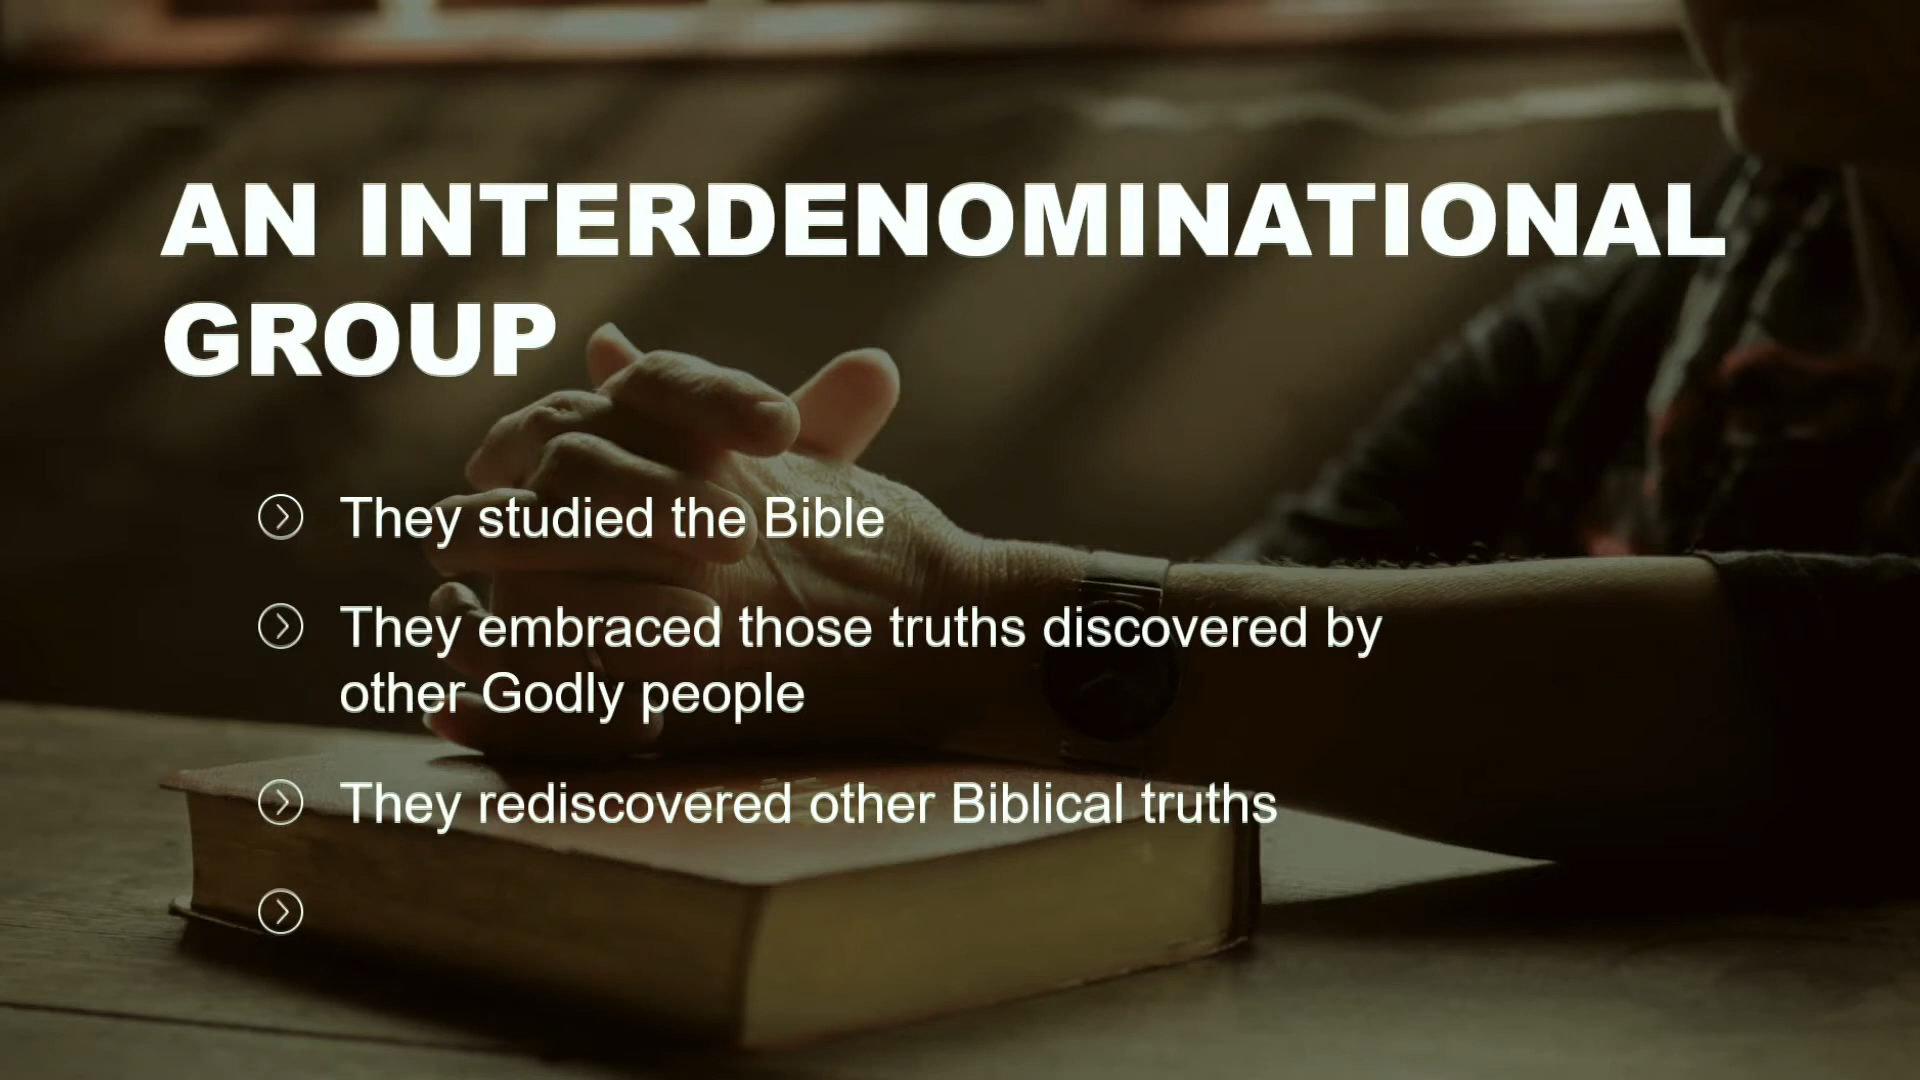 AN INTERDENOMINATIONAL
GROUP
They studied the Bible
They embraced those truths discovered by
other Godly people
They rediscovered other Biblical truths